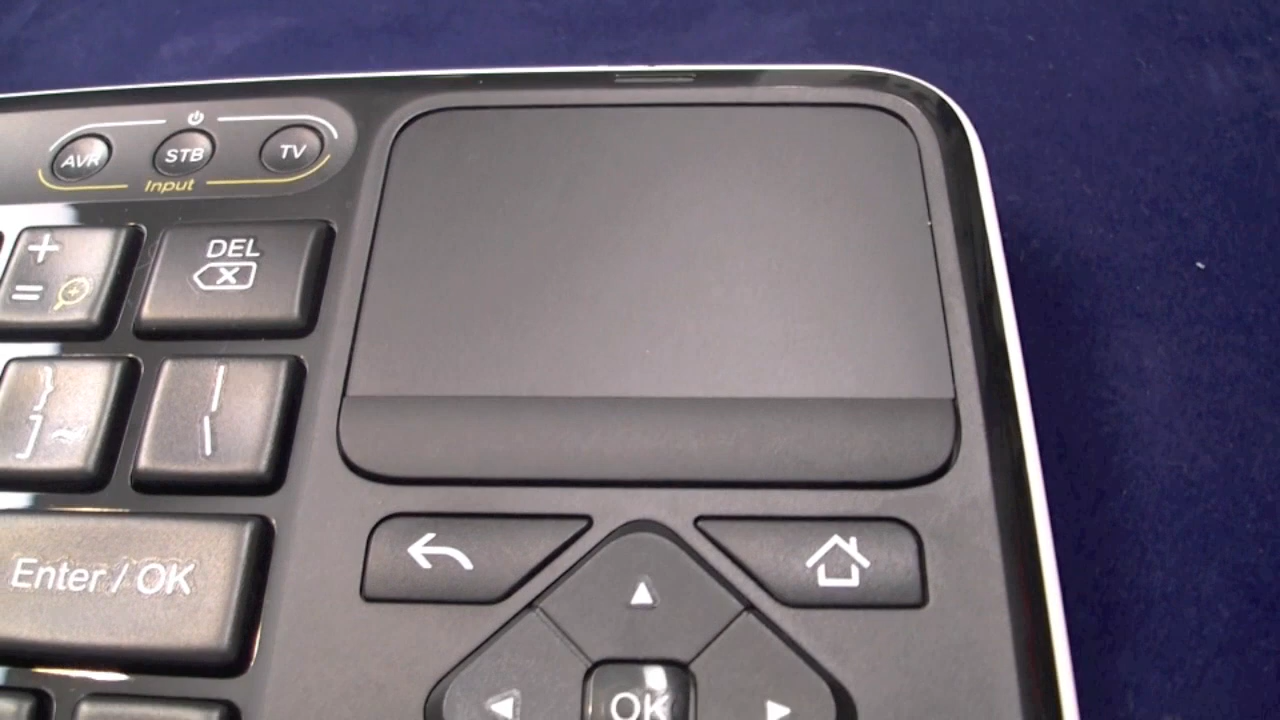 AVR STB TV
Input
+
=
DEL
}
]
|
\
Enter / OK
OK